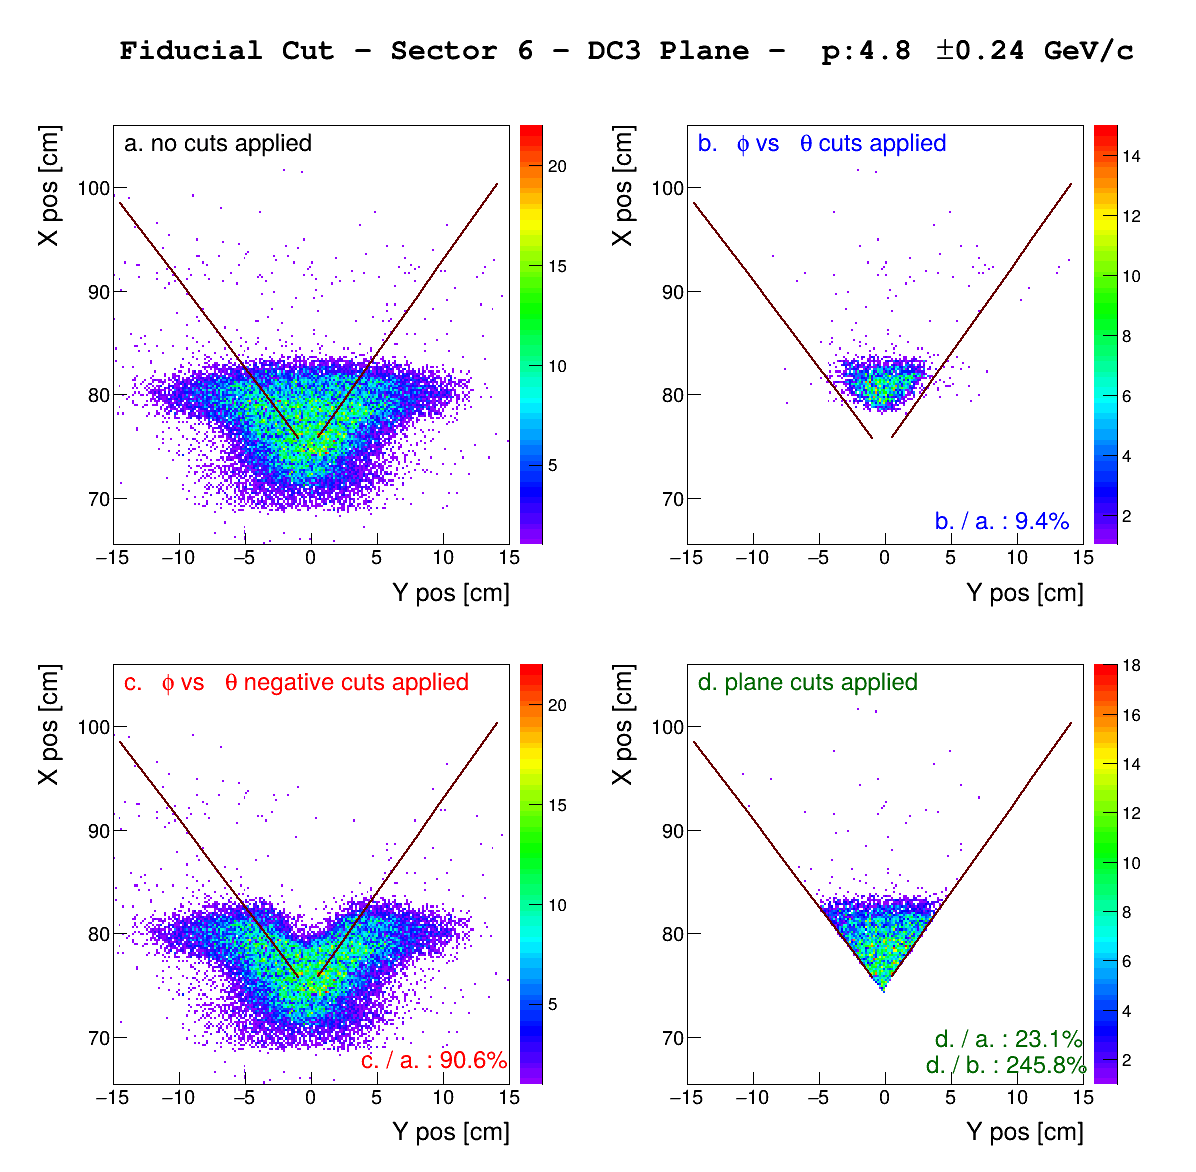 Fiducial Cut – Sector 6 – DC3 Plane – p:4.8 ±0.24 GeV/c
X pos [cm]
a. no cuts applied
100
90
80
70
−15 −10 −5 0 5 10 15
Y pos [cm]
20
15
10
5
X pos [cm]
b. ϕ vs θ cuts applied
100
90
80
70
b. / a. : 9.4%
−15 −10 −5 0 5 10 15
Y pos [cm]
14
12
10
8
6
4
2
X pos [cm]
c. ϕ vs θ negative cuts applied
100
90
80
70
c. / a. : 90.6%
−15 −10 −5 0 5 10 15
Y pos [cm]
20
15
10
5
X pos [cm]
d. plane cuts applied
100
90
80
70
d. / a. : 23.1%
d. / b. : 245.8%
−15 −10 −5 0 5 10 15
Y pos [cm]
18
16
14
12
10
8
6
4
2